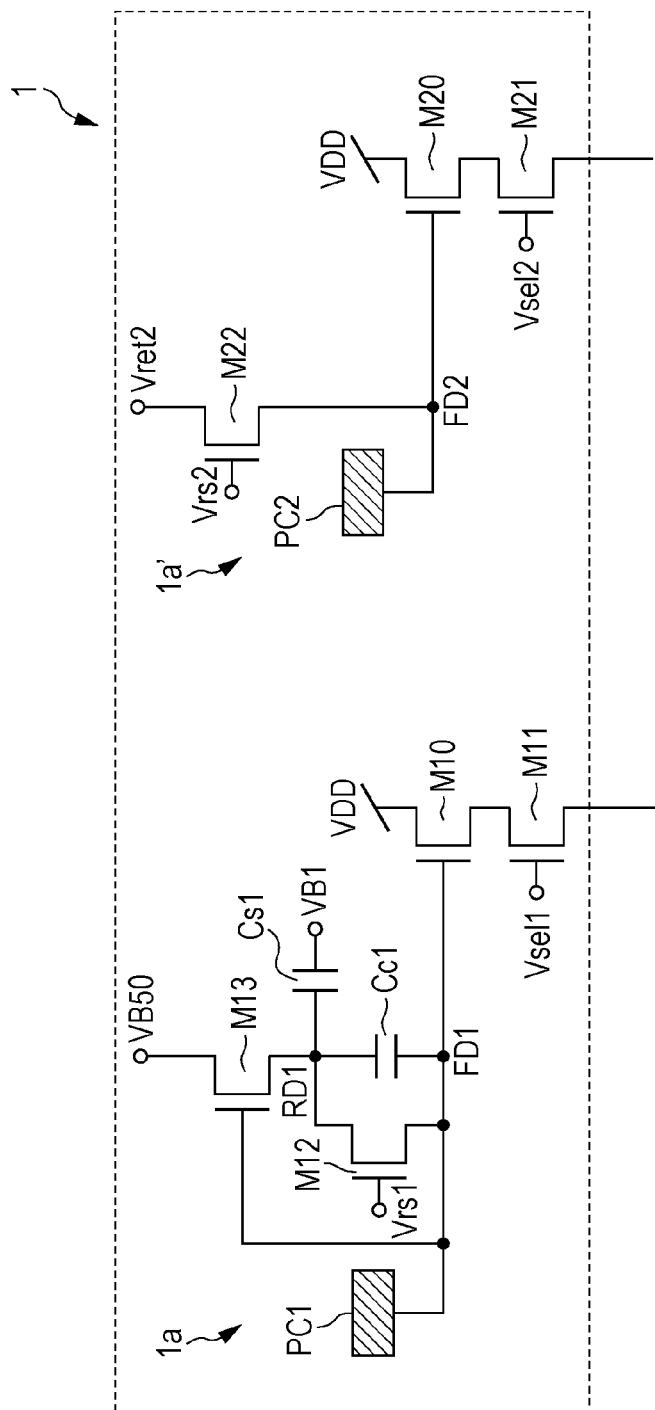 1
1a
PC1
VB50
M13
RD1
Cs1
VB1
Cc1
M12
Vrs1
FD1
VDD
M10
M11
Vsel1
1a'
PC2
Vret2
M22
Vrs2
FD2
VDD
M20
M21
Vsel2